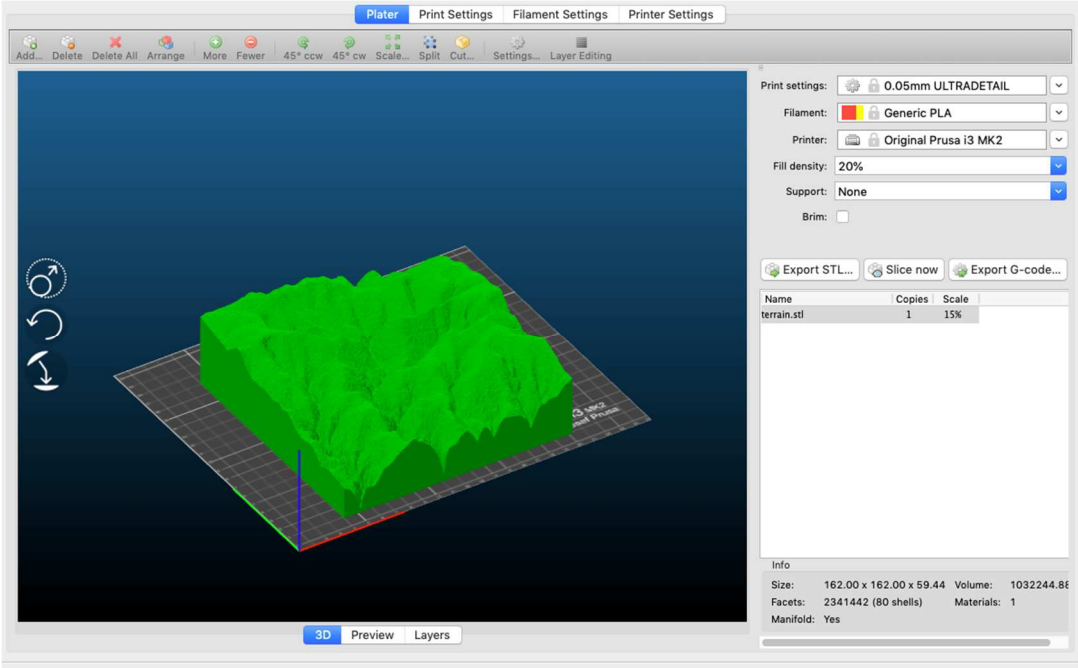 Plater Print Settings Filament Settings Printer Settings
Add... Delete Delete All Arrange More Fewer 45° ccw 45° cw Scale... Split Cut... Settings... Layer Editing
Print settings: 0.05mm ULTRADETAIL
Filament: Generic PLA
Printer: Original Prusa i3 MK2
Fill density: 20%
Support: None
Brim:
Export STL... Slice now Export G-code...
Name Copies Scale
terrain.stl 1 15%
i3 MK2
Prusa
Info
Size: 162.00 x 162.00 x 59.44 Volume: 1032244.88
Facets: 2341442 (80 shells) Materials: 1
Manifold: Yes
3D Preview Layers